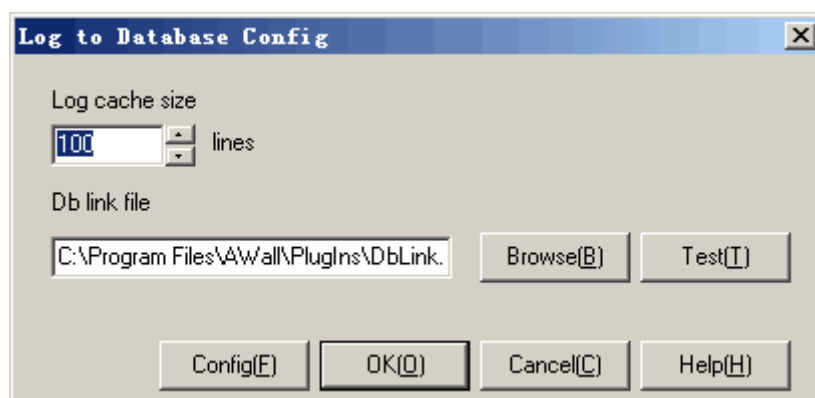 Log to Database Config
Log cache size
100 lines
Db link file
C:\Program Files\AWall\PlugIns\DbLink. Browse(B) Test(T)
Config(F) OK(O) Cancel(C) Help(H)